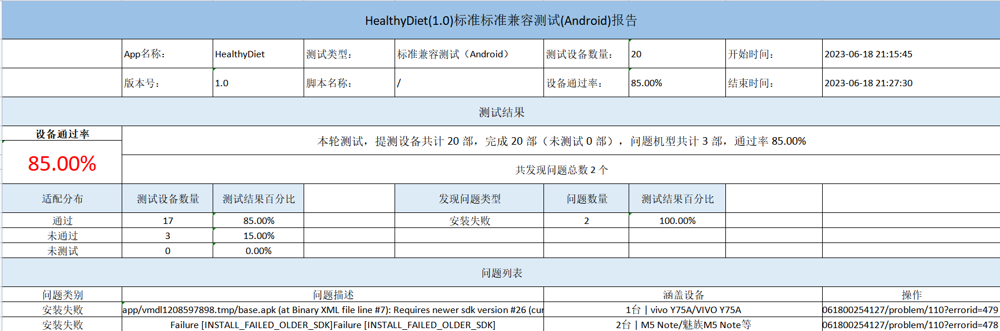 HealthyDiet(1.0)标准标准兼容测试(Android)报告
App名称： HealthyDiet 测试类型： 标准兼容测试（Android） 测试设备数量： 20 开始时间： 2023-06-18 21:15:45
版本号： 1.0 脚本名称： / 设备通过率： 85.00% 结束时间： 2023-06-18 21:27:30
测试结果
设备通过率
85.00%
本轮测试，提测设备共计 20 部，完成 20 部（未测试 0 部），问题机型共计 3 部，通过率 85.00%
共发现问题总数 2 个
适配分布 测试设备数量 测试结果百分比 发现问题类型 问题数量 测试结果百分比
通过 17 85.00% 安装失败 2 100.00%
未通过 3 15.00%
未测试 0 0.00%
问题列表
问题类别 问题描述 涵盖设备 操作
安装失败 app/vmdl1208597898.tmp/base.apk (at Binary XML file line #7): Requires newer sdk version #26 (cur 1台 | vivo Y75A/VIVO Y75A 061800254127/problem/110?errorid=479
安装失败 Failure [INSTALL_FAILED_OLDER_SDK]Failure [INSTALL_FAILED_OLDER_SDK] 2台 | M5 Note/魅族M5 Note等 061800254127/problem/110?errorid=478